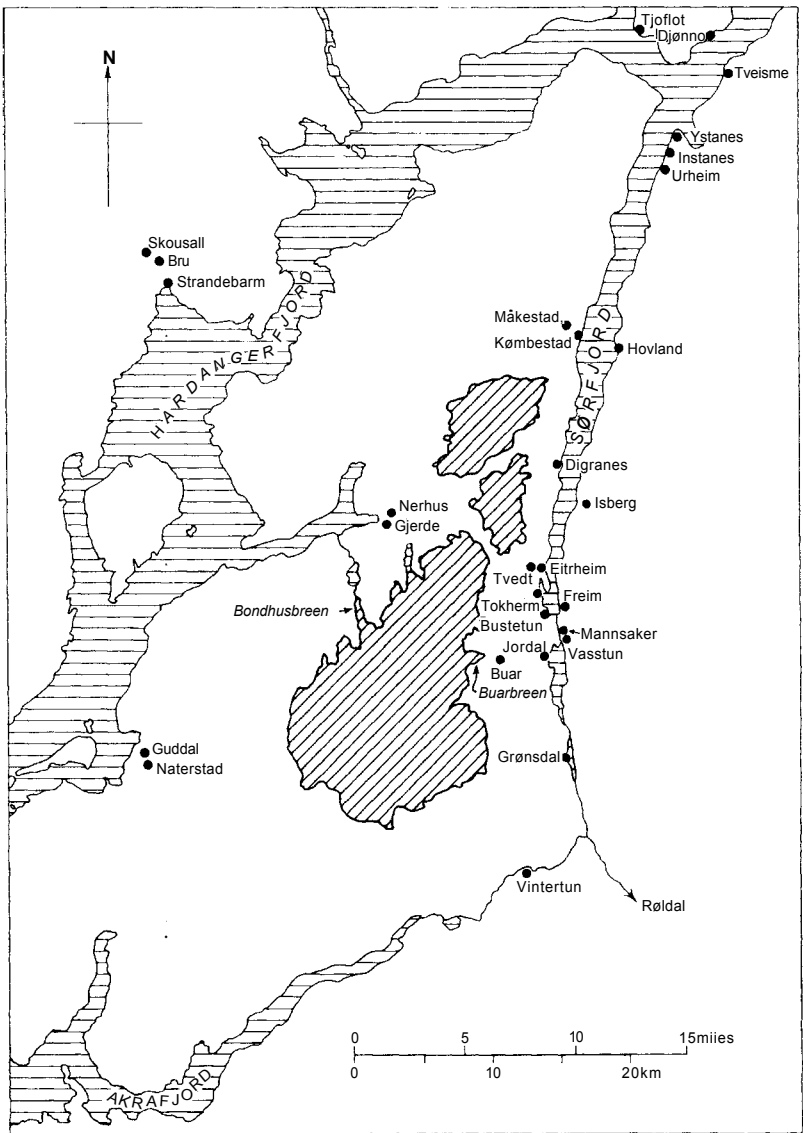 Tjoflot
Djønno
N
Tveisme
Ystanes
Instanes
Urheim
Skousall
Bru
Strandebarm
HARDANGERFJORD
Måkestad
Kømbestad
SØRFJORD
Hovland
Digranes
Isberg
Nerhus
Gjerde
Tvedt
Eitrheim
Bondhusbreen
Tokherm
Freim
Bustetun
Mannsaker
Jordal
Vasstun
Buar
Buarbreen
Guddal
Naterstad
Grønsdal
Vintertun
Røldal
0 5 10 15miies
0 10 20km
AKRAFJORD